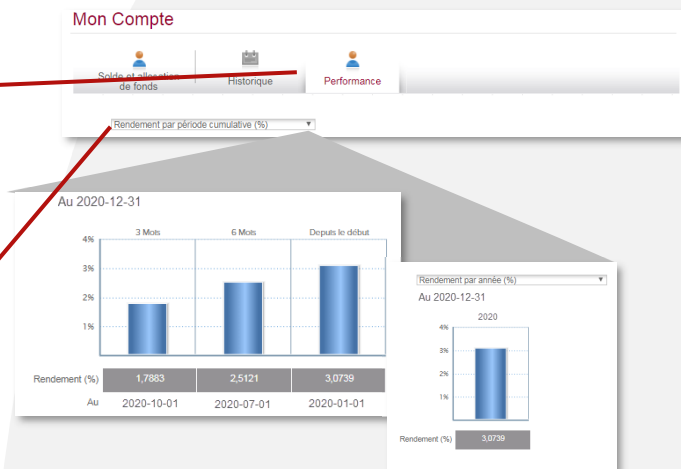 Mon Compte
Solde et allocation
de fonds
Historique
Performance
Rendement par période cumulative (%)
Au 2020-12-31
3 Mois 6 Mois Depuis le début
4%
3%
2%
1%
Rendement (%) 1,7883 2,5121 3,0739
Au 2020-10-01 2020-07-01 2020-01-01
Rendement par année (%)
Au 2020-12-31
2020
4%
3%
2%
1%
Rendement (%) 3,0739